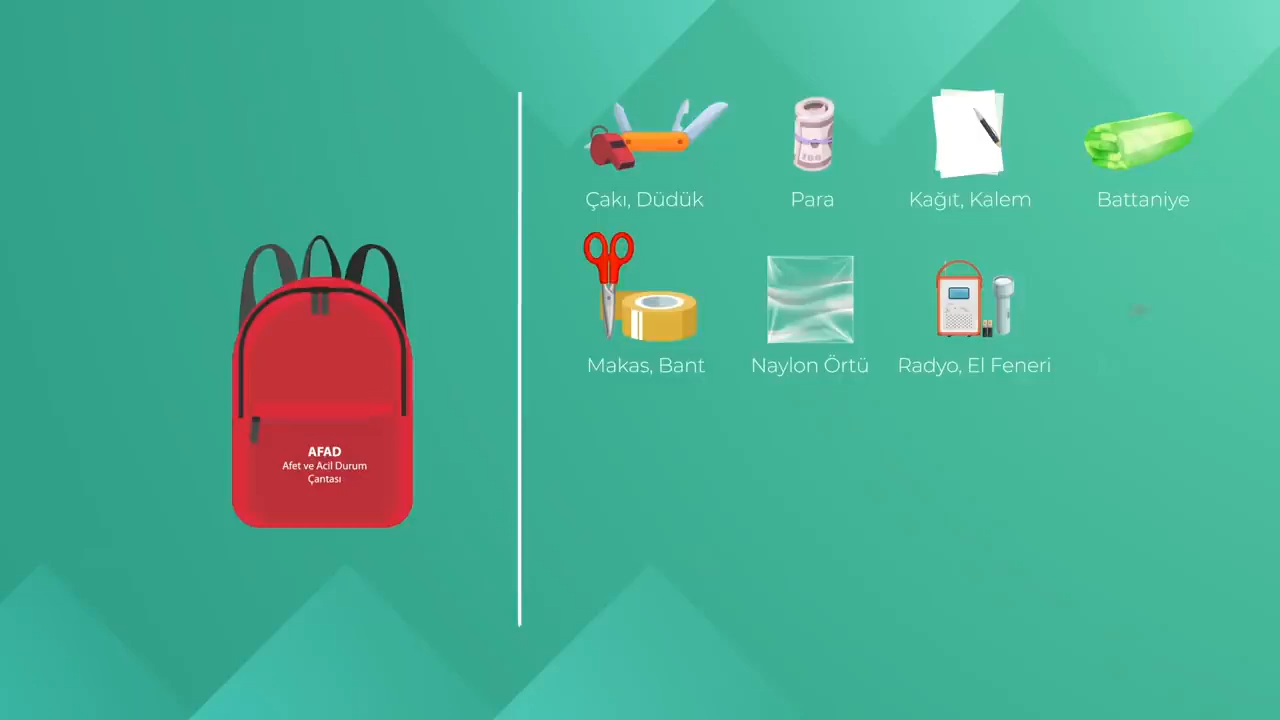 Çakı, Düdük
Para
Kağıt, Kalem
Battaniye
Makas, Bant
Naylon Örtü
Radyo, El Feneri
AFAD
Afet ve Acil Durum
Çantası
100